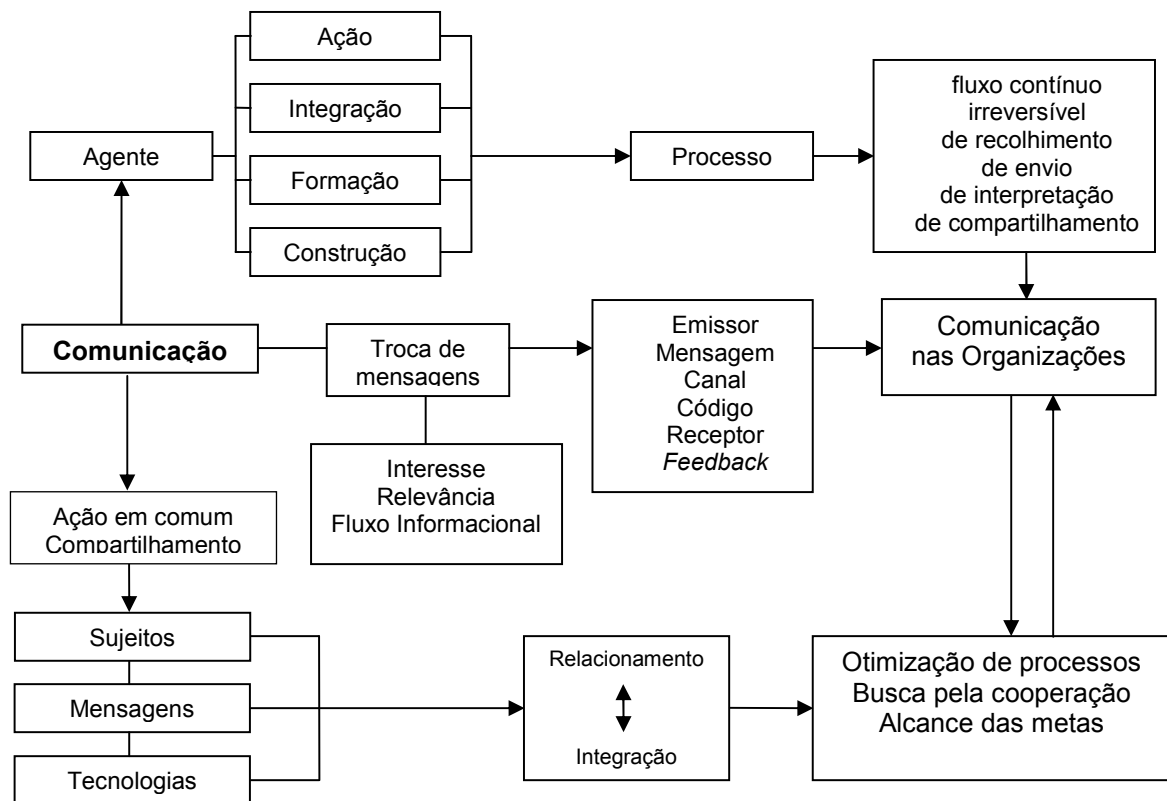 Ação
Integração
Agente
Formação
Construção
Processo
fluxo contínuo
irreversível
de recolhimento
de envio
de interpretação
de compartilhamento
Comunicação
Troca de
mensagens
Interesse
Relevância
Fluxo Informacional
Emissor
Mensagem
Canal
Código
Receptor
Feedback
Comunicação
nas Organizações
Ação em comum
Compartilhamento
Sujeitos
Mensagens
Tecnologias
Relacionamento
Integração
Otimização de processos
Busca pela cooperação
Alcance das metas